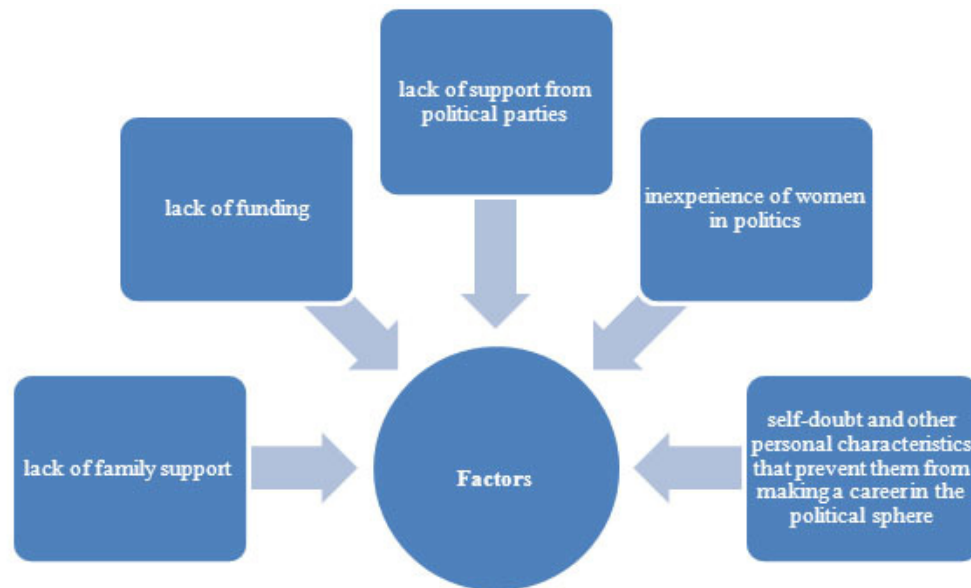 lack of support from
political parties
lack of funding
inexperience of women
in politics
lack of family support
Factors
self-doubt and other
personal characteristics
that prevent them from
making a career in the
political sphere